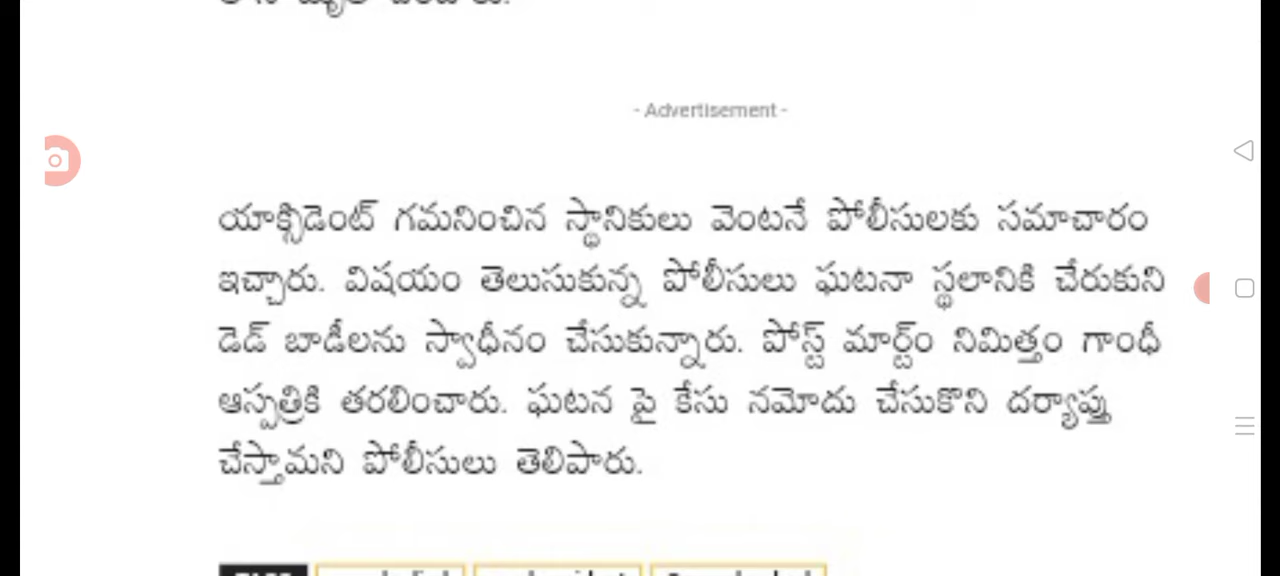 - Advertisement -
యాక్సిడెంట్ గమనించిన స్థానికులు వెంటనే పోలీసులకు సమాచారం
ఇచ్చారు. విషయం తెలుసుకున్న పోలీసులు ఘటనా స్థలానికి చేరుకుని
డెడ్ బాడీలను స్వాధీనం చేసుకున్నారు. పోస్ట్ మార్ట్ం నిమిత్తం గాంధీ
ఆస్పత్రికి తరలించారు. ఘటన పై కేసు నమోదు చేసుకొని దర్యాప్తు
చేస్తామని పోలీసులు తెలిపారు.